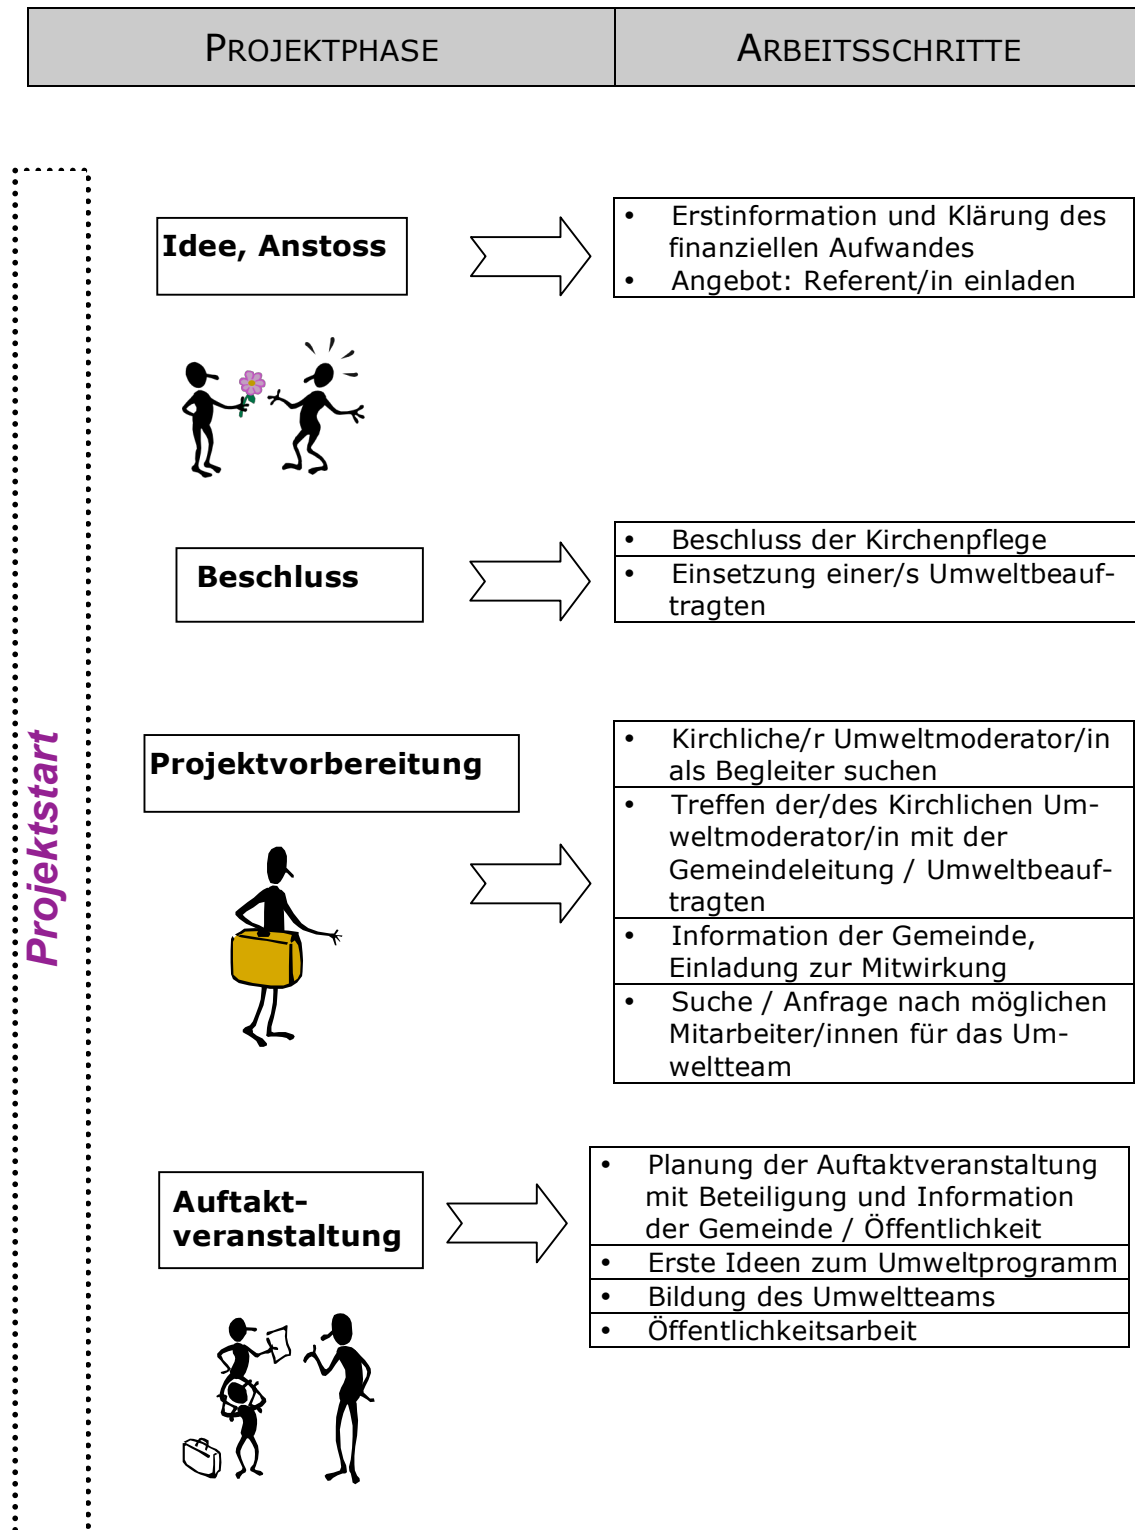 PROJEKTPHASE
ARBEITSSCHRITTE
Projektstart
Idee, Anstoss
• Erstinformation und Klärung des
finanziellen Aufwandes
• Angebot: Referent/in einladen
Beschluss
• Beschluss der Kirchenpflege
• Einsetzung einer/s Umweltbeauf-
tragten
Projektvorbereitung
• Kirchliche/r Umweltmoderator/in
als Begleiter suchen
• Treffen der/des Kirchlichen Um-
weltmoderator/in mit der
Gemeindeleitung / Umweltbeauf-
tragten
• Information der Gemeinde,
Einladung zur Mitwirkung
• Suche / Anfrage nach möglichen
Mitarbeiter/innen für das Um-
weltteam
Auftakt-
veranstaltung
• Planung der Auftaktveranstaltung
mit Beteiligung und Information
der Gemeinde / Öffentlichkeit
• Erste Ideen zum Umweltprogramm
• Bildung des Umweltteams
• Öffentlichkeitsarbeit